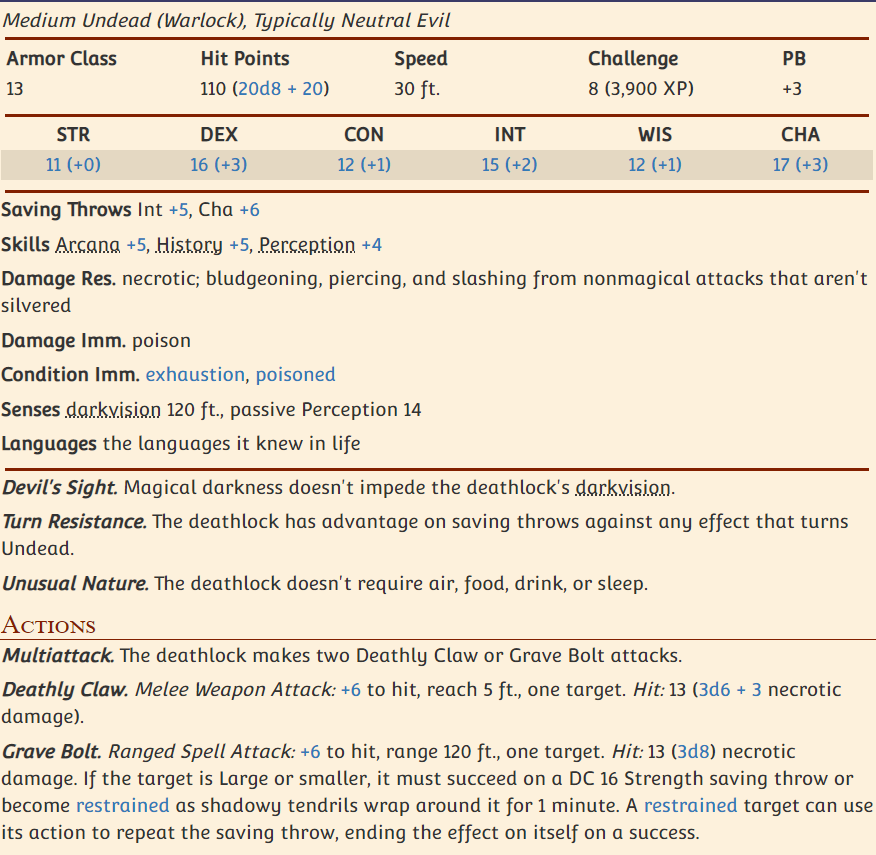 Medium Undead (Warlock), Typically Neutral Evil
Armor Class Hit Points Speed Challenge PB
13 110 (20d8 + 20) 30 ft. 8 (3,900 XP) +3
STR DEX CON INT WIS CHA
11 (+0) 16 (+3) 12 (+1) 15 (+2) 12 (+1) 17 (+3)
Saving Throws Int +5, Cha +6
Skills Arcana +5, History +5, Perception +4
Damage Res. necrotic; bludgeoning, piercing, and slashing from nonmagical attacks that aren't
silvered
Damage Imm. poison
Condition Imm. exhaustion, poisoned
Senses darkvision 120 ft., passive Perception 14
Languages the languages it knew in life
Devil's Sight. Magical darkness doesn't impede the deathlock's darkvision.
Turn Resistance. The deathlock has advantage on saving throws against any effect that turns
Undead.
Unusual Nature. The deathlock doesn't require air, food, drink, or sleep.
Actions
Multiattack. The deathlock makes two Deathly Claw or Grave Bolt attacks.
Deathly Claw. Melee Weapon Attack: +6 to hit, reach 5 ft., one target. Hit: 13 (3d6 + 3 necrotic
damage).
Grave Bolt. Ranged Spell Attack: +6 to hit, range 120 ft., one target. Hit: 13 (3d8) necrotic
damage. If the target is Large or smaller, it must succeed on a DC 16 Strength saving throw or
become restrained as shadowy tendrils wrap around it for 1 minute. A restrained target can use
its action to repeat the saving throw, ending the effect on itself on a success.